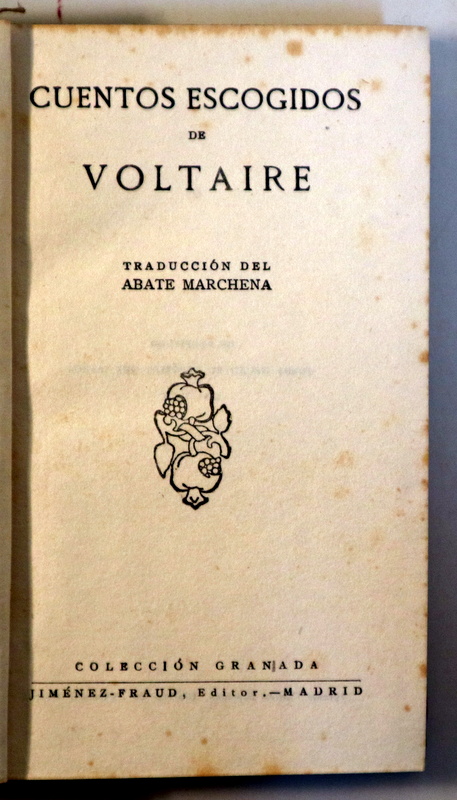 CUENTOS ESCOGIDOS
DE
VOLTAIRE
TRADUCCIÓN DEL
ABATE MARCHENA
COLECCIÓN GRANADA
JIMÉNEZ-FRAUD, Editor.—MADRID